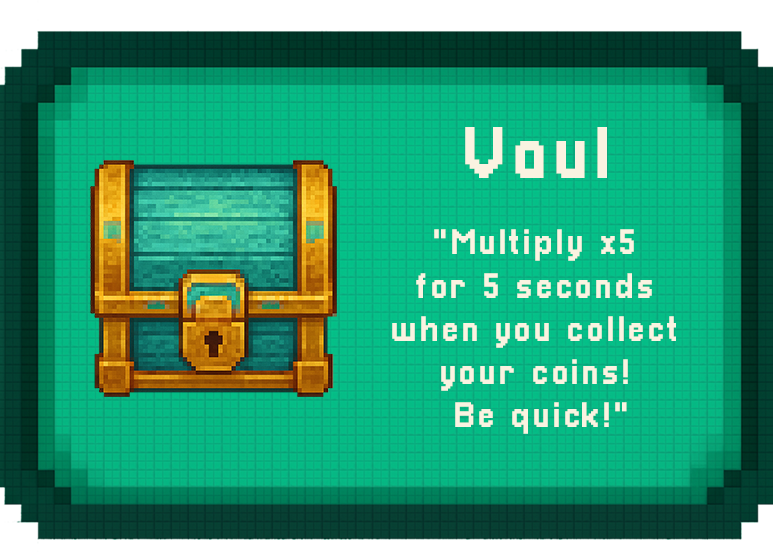 Vaul
"Multiply x5
for 5 seconds
when you collect
your coins!
Be quick!"